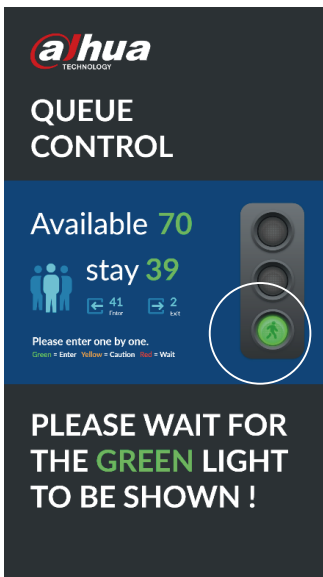 alhua
TECHNOLOGY
QUEUE
CONTROL
Available 70
stay 39
41
Enter
2
Exit
Please enter one by one.
Green = Enter Yellow = Caution Red = Wait
PLEASE WAIT FOR
THE GREEN LIGHT
TO BE SHOWN !